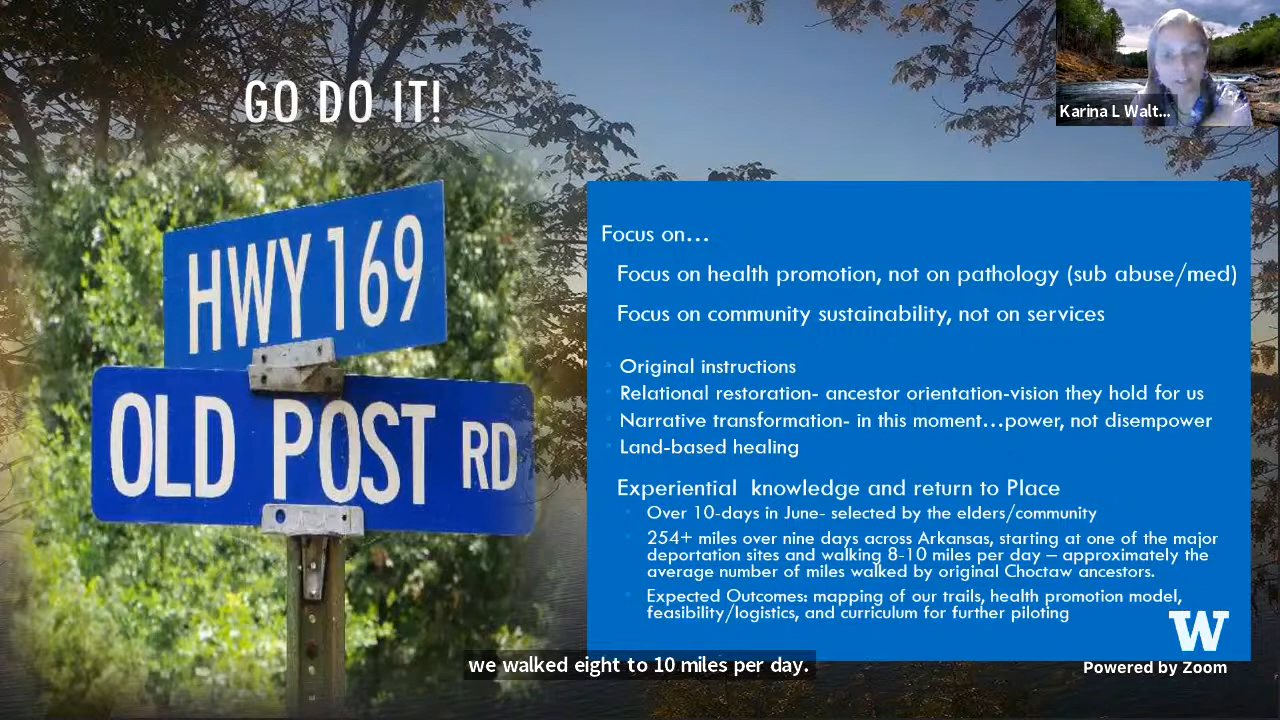 Karina L Walt...
GO DO IT!
HWY 169
OLD POST RD
Focus on...
Focus on health promotion, not on pathology (sub abuse/med)
Focus on community sustainability, not on services
Original instructions
Relational restoration- ancestor orientation-vision they hold for us
Narrative transformation- in this moment...power, not disempower
Land-based healing
Experiential  knowledge and return to Place
Over 10-days in June- selected by the elders/community
254+ miles over nine days across Arkansas, starting at one of the major
deportation sites and walking 8-10 miles per day – approximately the
average number of miles walked by original Choctaw ancestors.
Expected Outcomes: mapping of our trails, health promotion model,
feasibility/logistics, and curriculum for further piloting
W
we walked eight to 10 miles per day.
Powered by Zoom